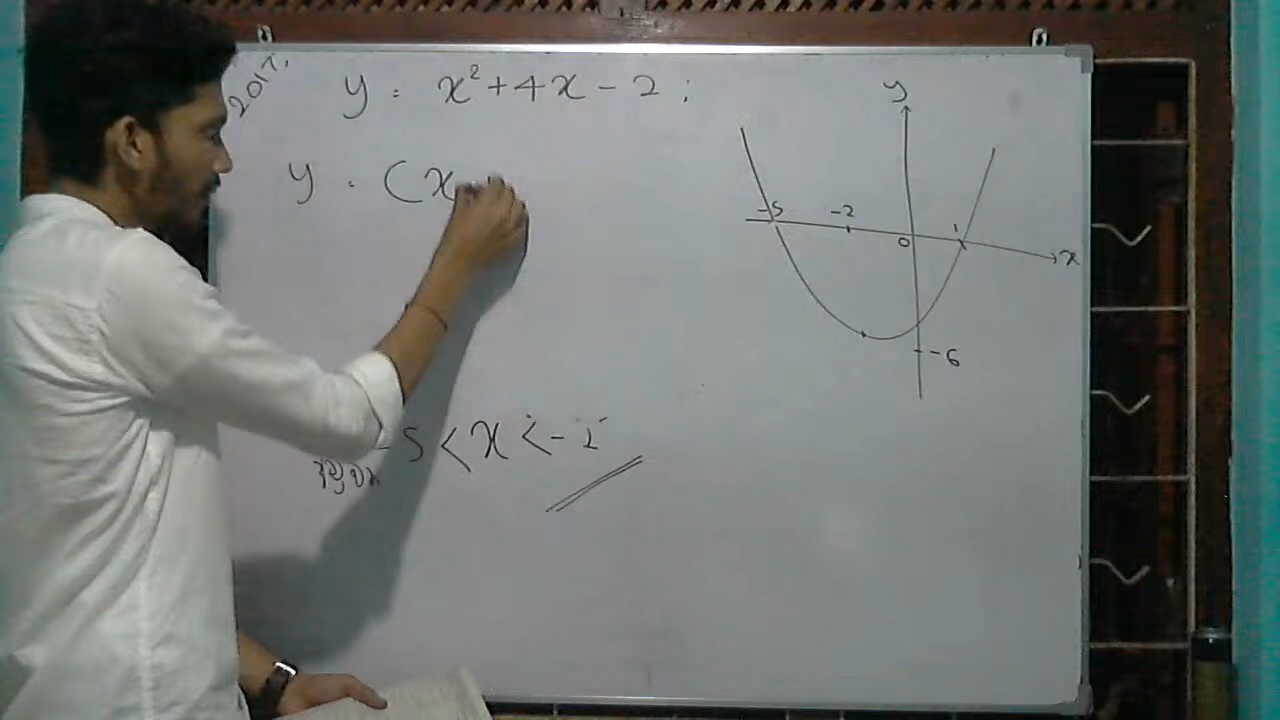 2017,
y = x² + 4x - 2 ;
y = (x
-5 < x < -2
y
-5
-2
0
1
x
-6